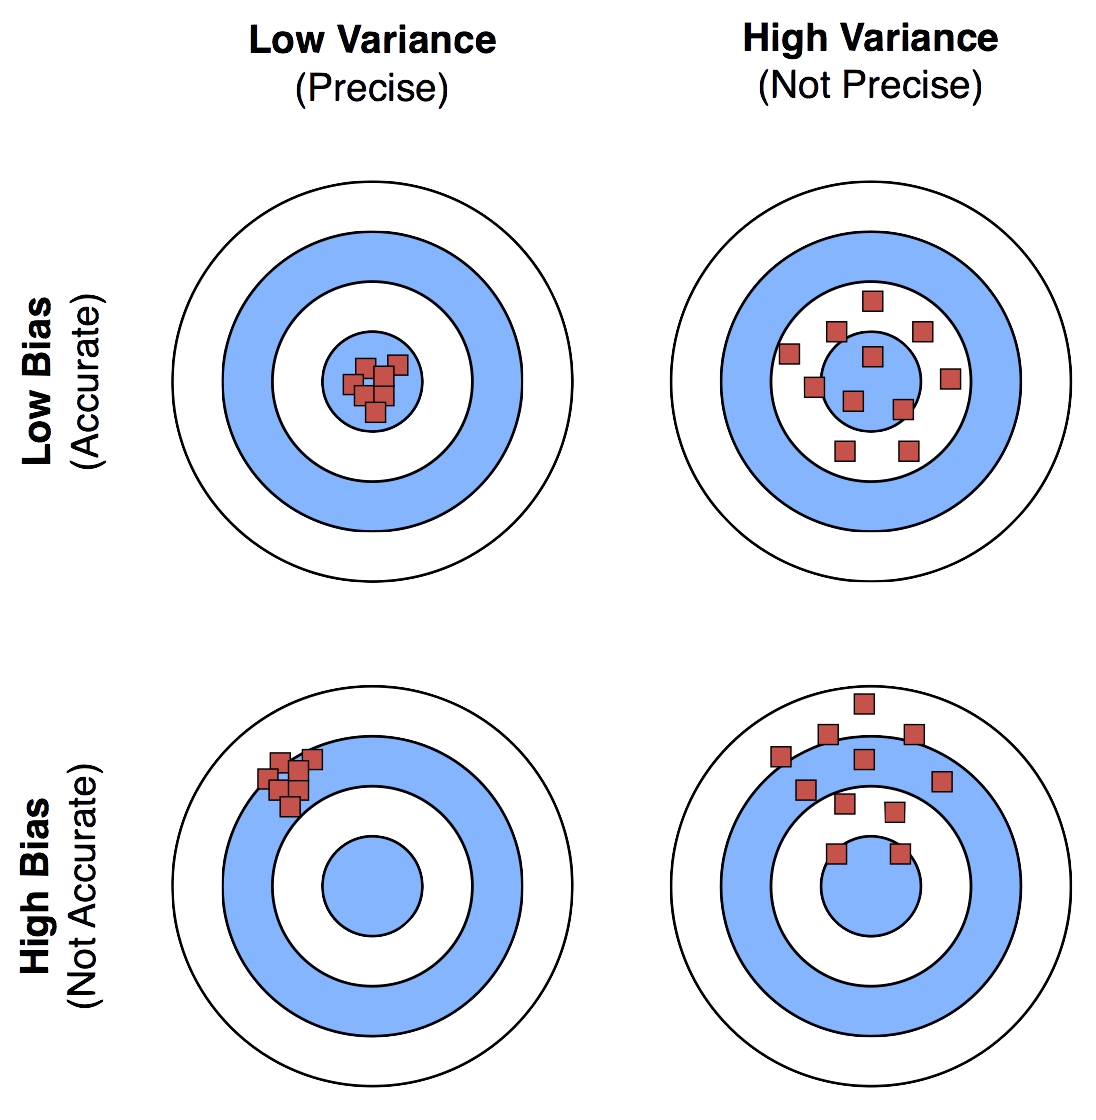 Low Variance
(Precise)
High Variance
(Not Precise)
Low Bias
(Accurate)
High Bias
(Not Accurate)